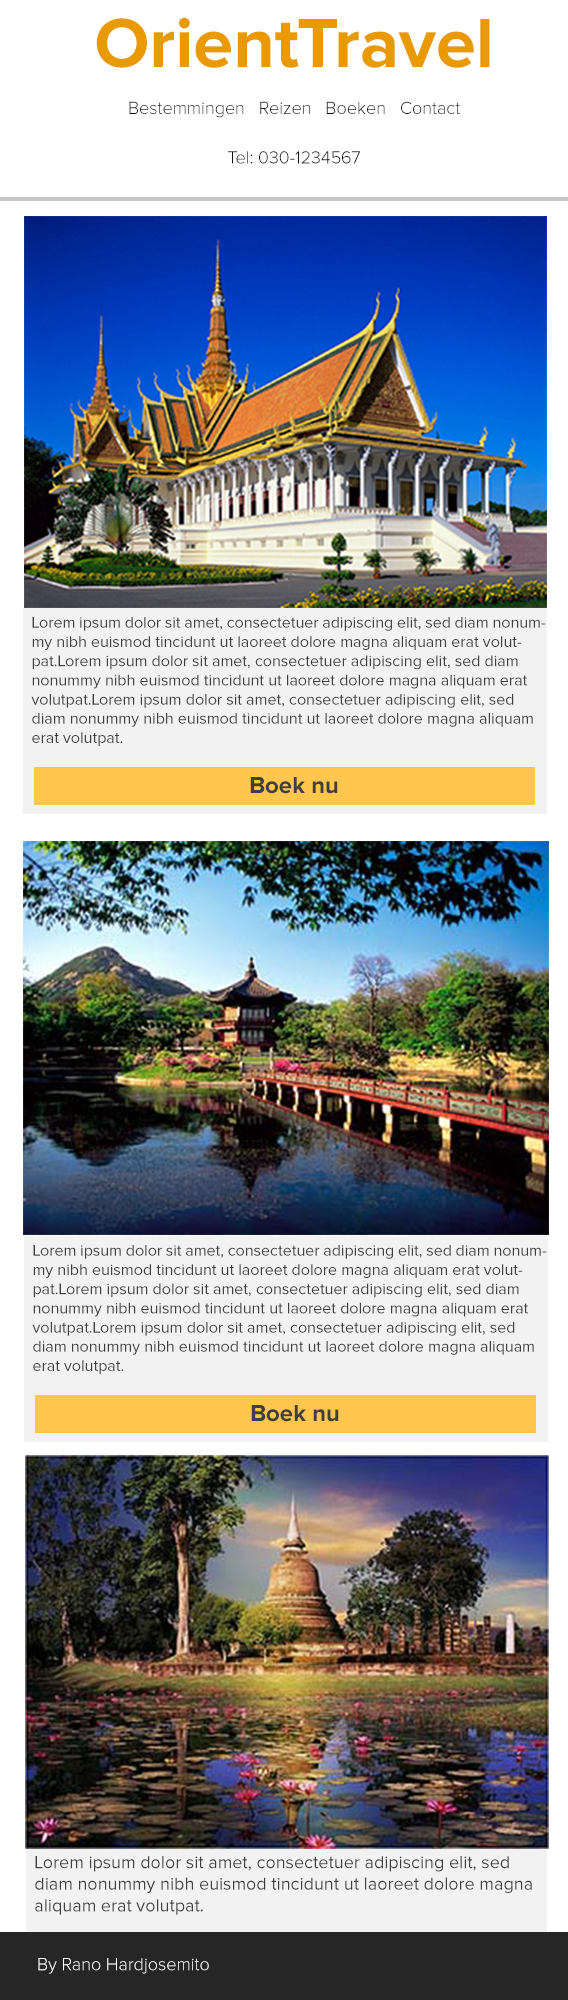 OrientTravel
Bestemmingen Reizen Boeken Contact
Tel: 030-1234567
Lorem ipsum dolor sit amet, consectetuer adipiscing elit, sed diam nonum-
my nibh euismod tincidunt ut laoreet dolore magna aliquam erat volut-
pat.Lorem ipsum dolor sit amet, consectetuer adipiscing elit, sed diam
nonummy nibh euismod tincidunt ut laoreet dolore magna aliquam erat
volutpat.Lorem ipsum dolor sit amet, consectetuer adipiscing elit, sed
diam nonummy nibh euismod tincidunt ut laoreet dolore magna aliquam
erat volutpat.
Boek nu
Lorem ipsum dolor sit amet, consectetuer adipiscing elit, sed diam nonum-
my nibh euismod tincidunt ut laoreet dolore magna aliquam erat volut-
pat.Lorem ipsum dolor sit amet, consectetuer adipiscing elit, sed diam
nonummy nibh euismod tincidunt ut laoreet dolore magna aliquam erat
volutpat.Lorem ipsum dolor sit amet, consectetuer adipiscing elit, sed
diam nonummy nibh euismod tincidunt ut laoreet dolore magna aliquam
erat volutpat.
Boek nu
Lorem ipsum dolor sit amet, consectetuer adipiscing elit, sed
diam nonummy nibh euismod tincidunt ut laoreet dolore magna
aliquam erat volutpat.
By Rano Hardjosemito